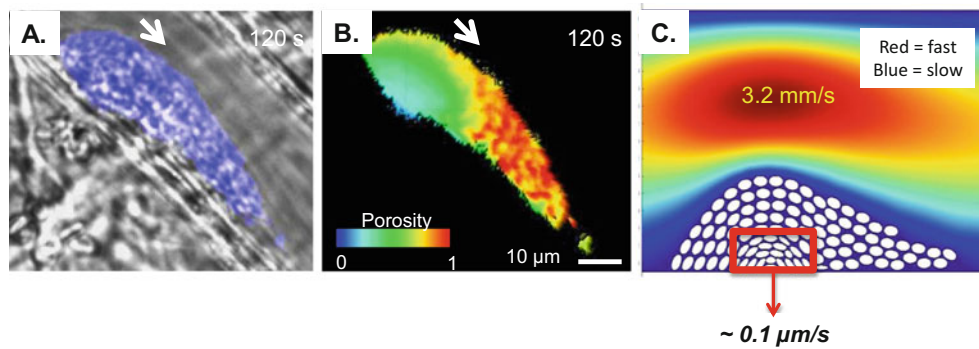 A.
120 s
B.
120 s
Porosity
0
1
10 µm
C.
Red = fast
Blue = slow
3.2 mm/s
~ 0.1 µm/s